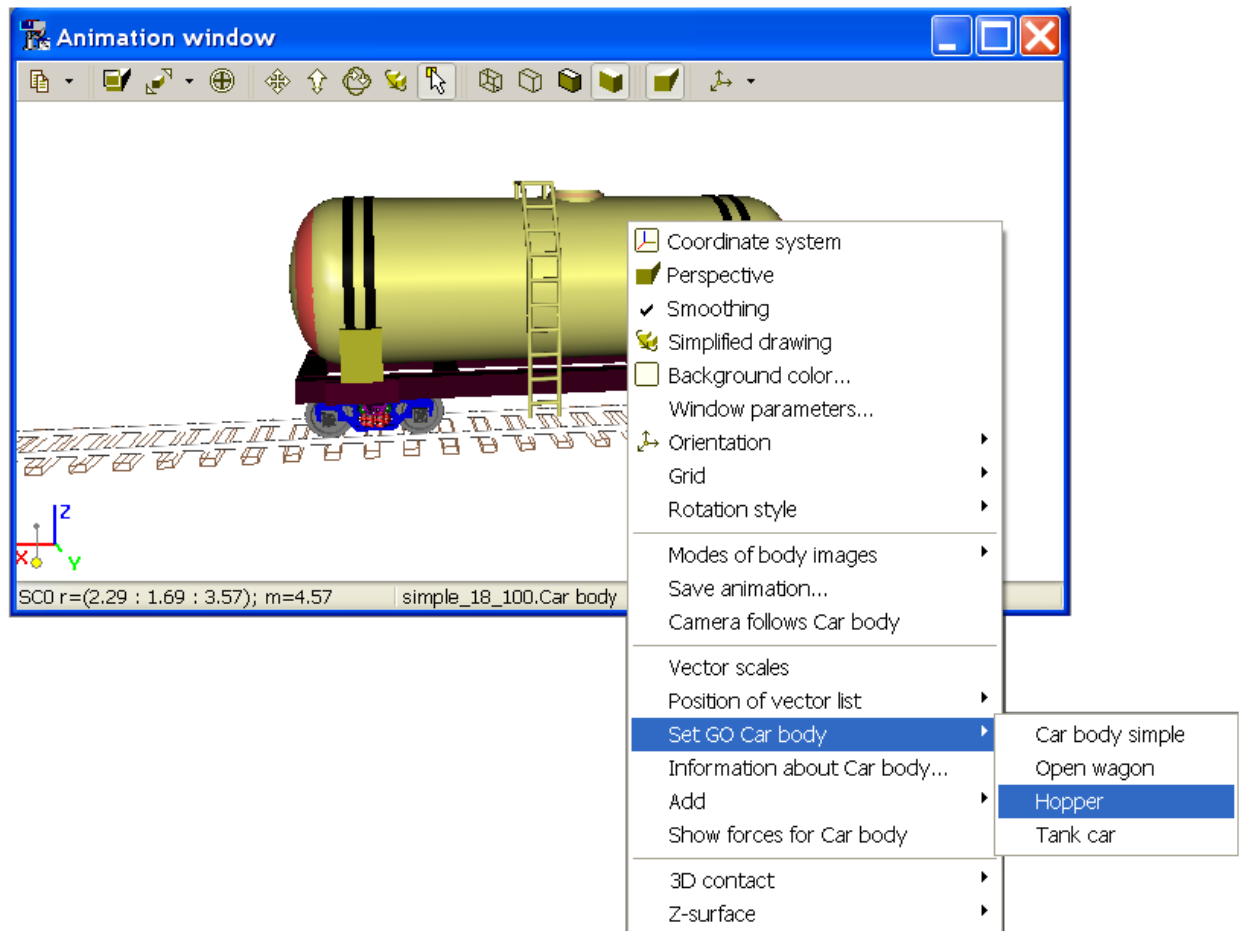 Animation window
Coordinate system
Perspective
Smoothing
Simplified drawing
Background color...
Window parameters...
Orientation
Grid
Rotation style
Z
X
Y
Modes of body images
SC0 r=(2.29 : 1.69 : 3.57); m=4.57 simple_18_100.Car body
Save animation...
Camera follows Car body
Vector scales
Position of vector list
Set GO Car body
Car body simple
Information about Car body...
Open wagon
Add
Hopper
Show forces for Car body
Tank car
3D contact
Z-surface